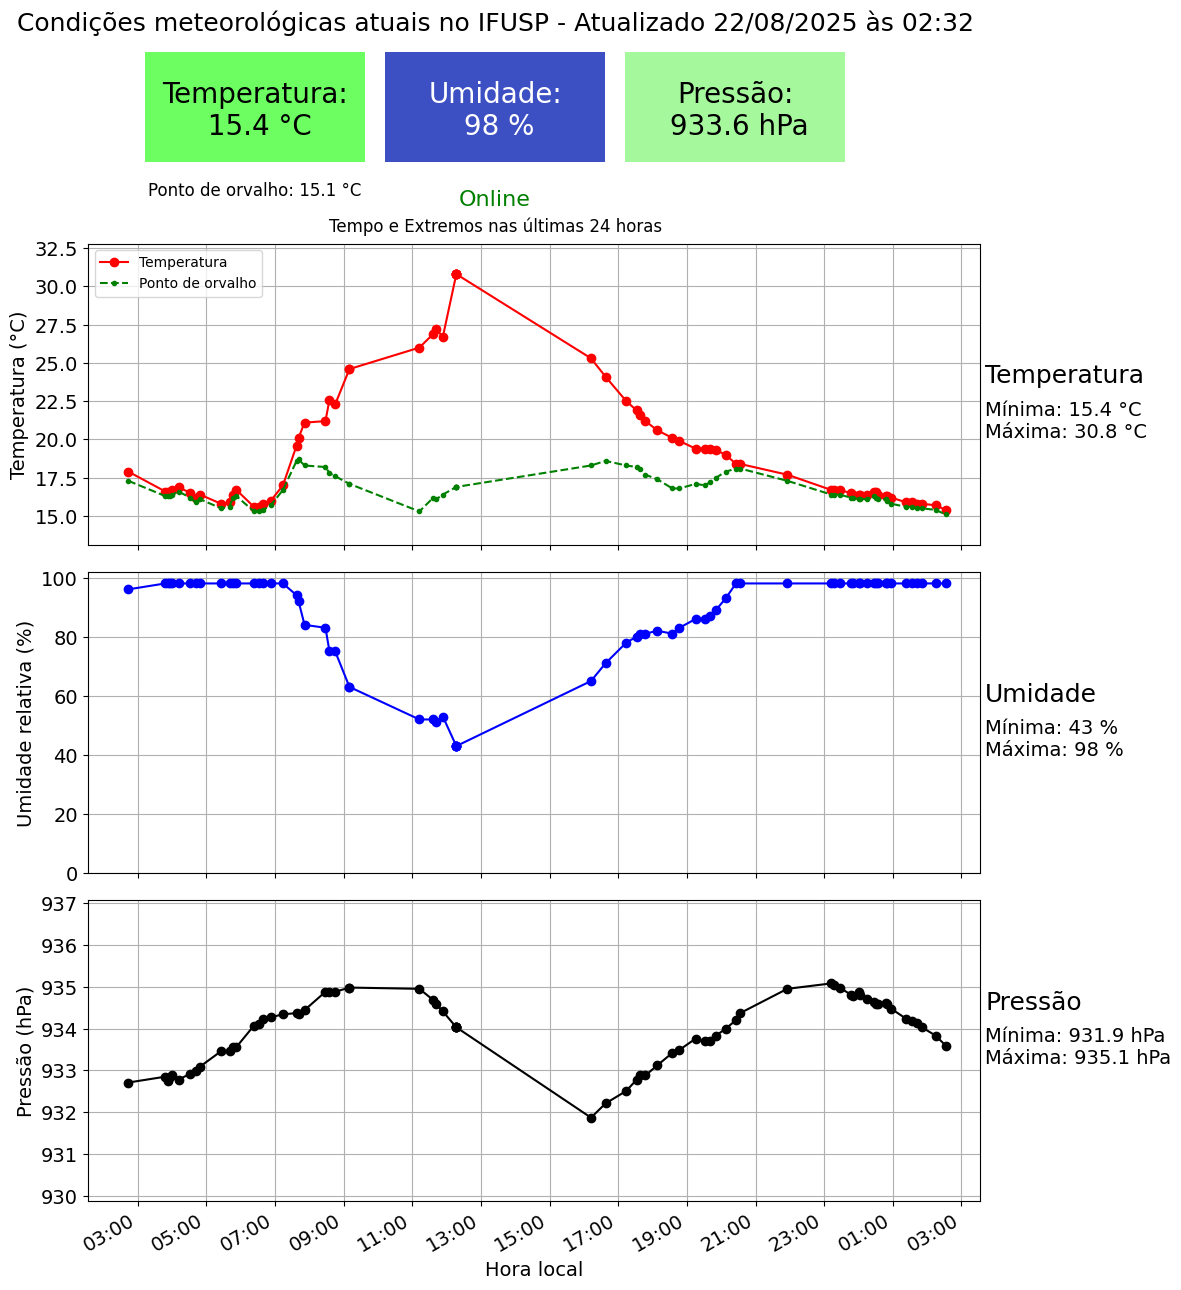 Condições meteorológicas atuais no IFUSP - Atualizado 22/08/2025 às 02:32
Temperatura:
15.4 °C
Umidade:
98 %
Pressão:
933.6 hPa
Ponto de orvalho: 15.1 °C
Online
Tempo e Extremos nas últimas 24 horas
Temperatura
Ponto de orvalho
Temperatura (°C)
32.5
30.0
27.5
25.0
22.5
20.0
17.5
15.0
Temperatura
Mínima: 15.4 °C
Máxima: 30.8 °C
Umidade relativa (%)
100
80
60
40
20
0
Umidade
Mínima: 43 %
Máxima: 98 %
Pressão (hPa)
937
936
935
934
933
932
931
930
Pressão
Mínima: 931.9 hPa
Máxima: 935.1 hPa
03:00 05:00 07:00 09:00 11:00 13:00 15:00 17:00 19:00 21:00 23:00 01:00 03:00
Hora local